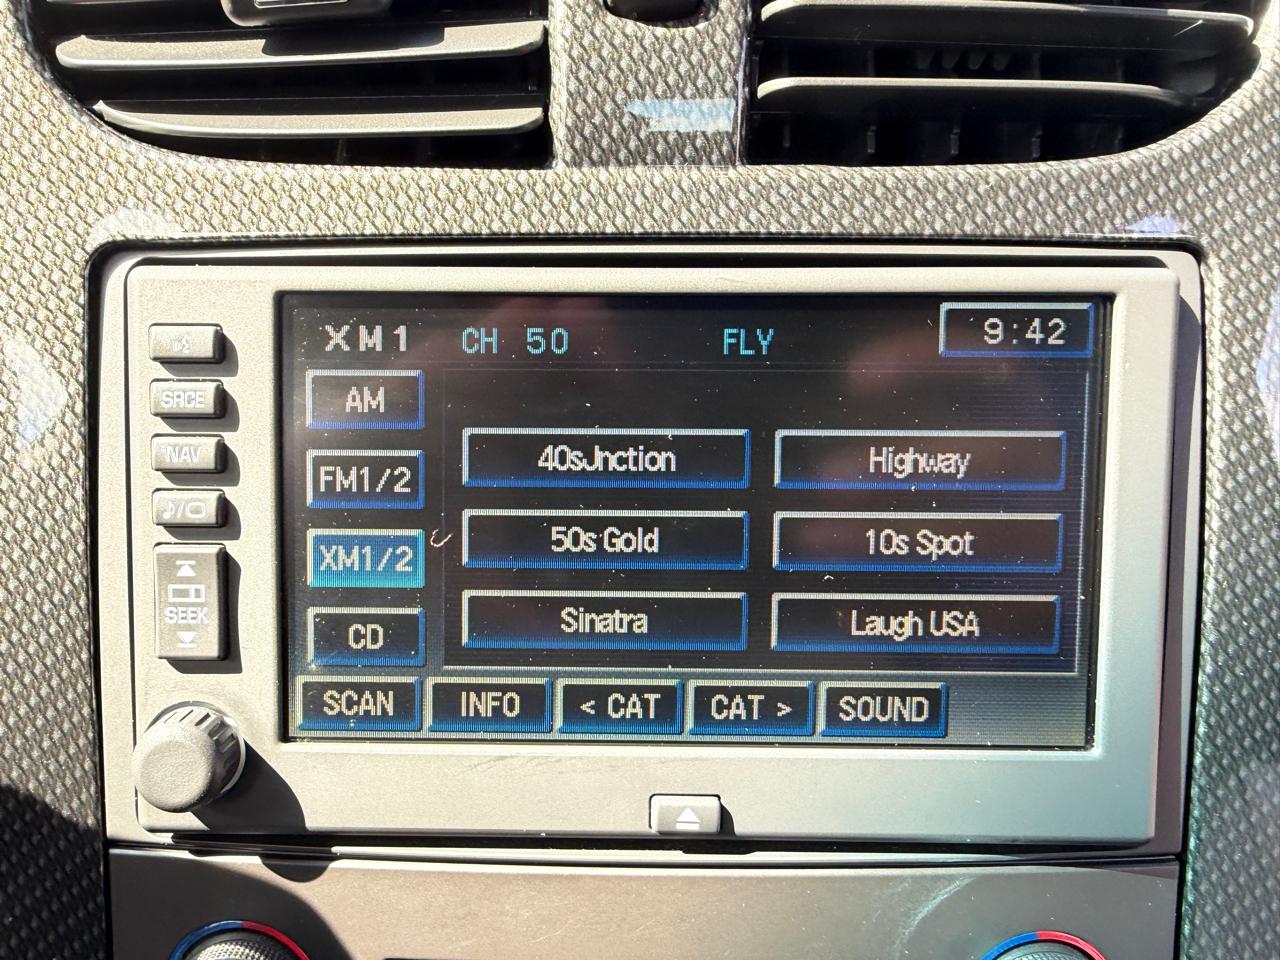 XM1 CH 50 FLY 9:42
SRCE
NAV
SEEK
AM
FM1/2
XM1/2
CD
40sJnction Highway
50s Gold 10s Spot
Sinatra Laugh USA
SCAN INFO < CAT CAT > SOUND